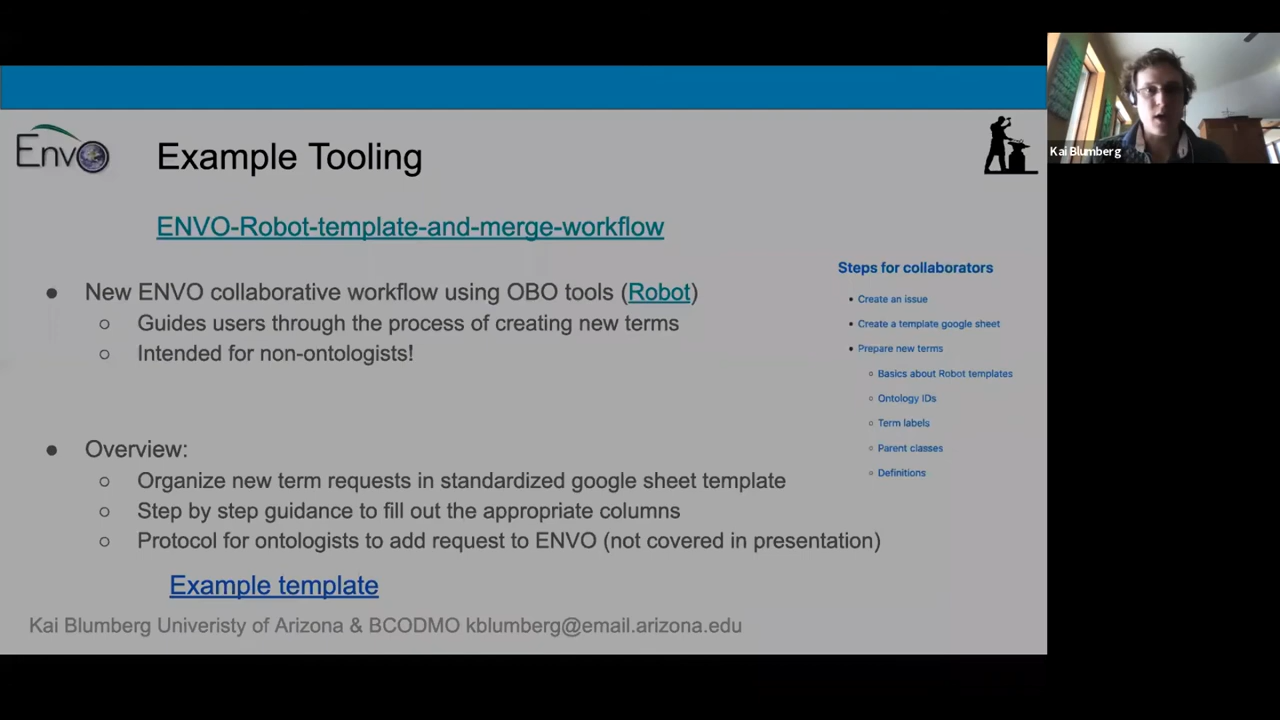 Envo
Example Tooling
ENVO-Robot-template-and-merge-workflow
● New ENVO collaborative workflow using OBO tools (Robot)
○ Guides users through the process of creating new terms
○ Intended for non-ontologists!
● Overview:
○ Organize new term requests in standardized google sheet template
○ Step by step guidance to fill out the appropriate columns
○ Protocol for ontologists to add request to ENVO (not covered in presentation)
Example template
Kai Blumberg Univeristy of Arizona & BCODMO kblumberg@email.arizona.edu
Steps for collaborators
• Create an issue
• Create a template google sheet
• Prepare new terms
○ Basics about Robot templates
○ Ontology IDs
○ Term labels
○ Parent classes
○ Definitions
Kai Blumberg